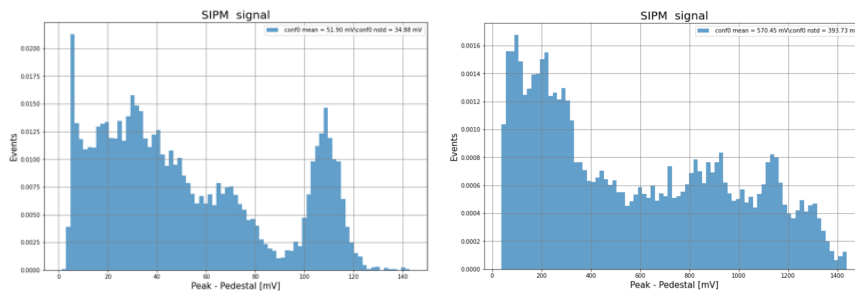 SIPM signal
conf0 mean = 51.90 mV\conf0 nstd = 34.88 mV
Events
0.0200
0.0175
0.0150
0.0125
0.0100
0.0075
0.0050
0.0025
0.0000
0 20 40 60 80 100 120 140
Peak - Pedestal [mV]
SIPM signal
conf0 mean = 570.45 mV\conf0 nstd = 393.73 m
Events
0.0016
0.0014
0.0012
0.0010
0.0008
0.0006
0.0004
0.0002
0.0000
0 200 400 600 800 1000 1200 1400
Peak - Pedestal [mV]